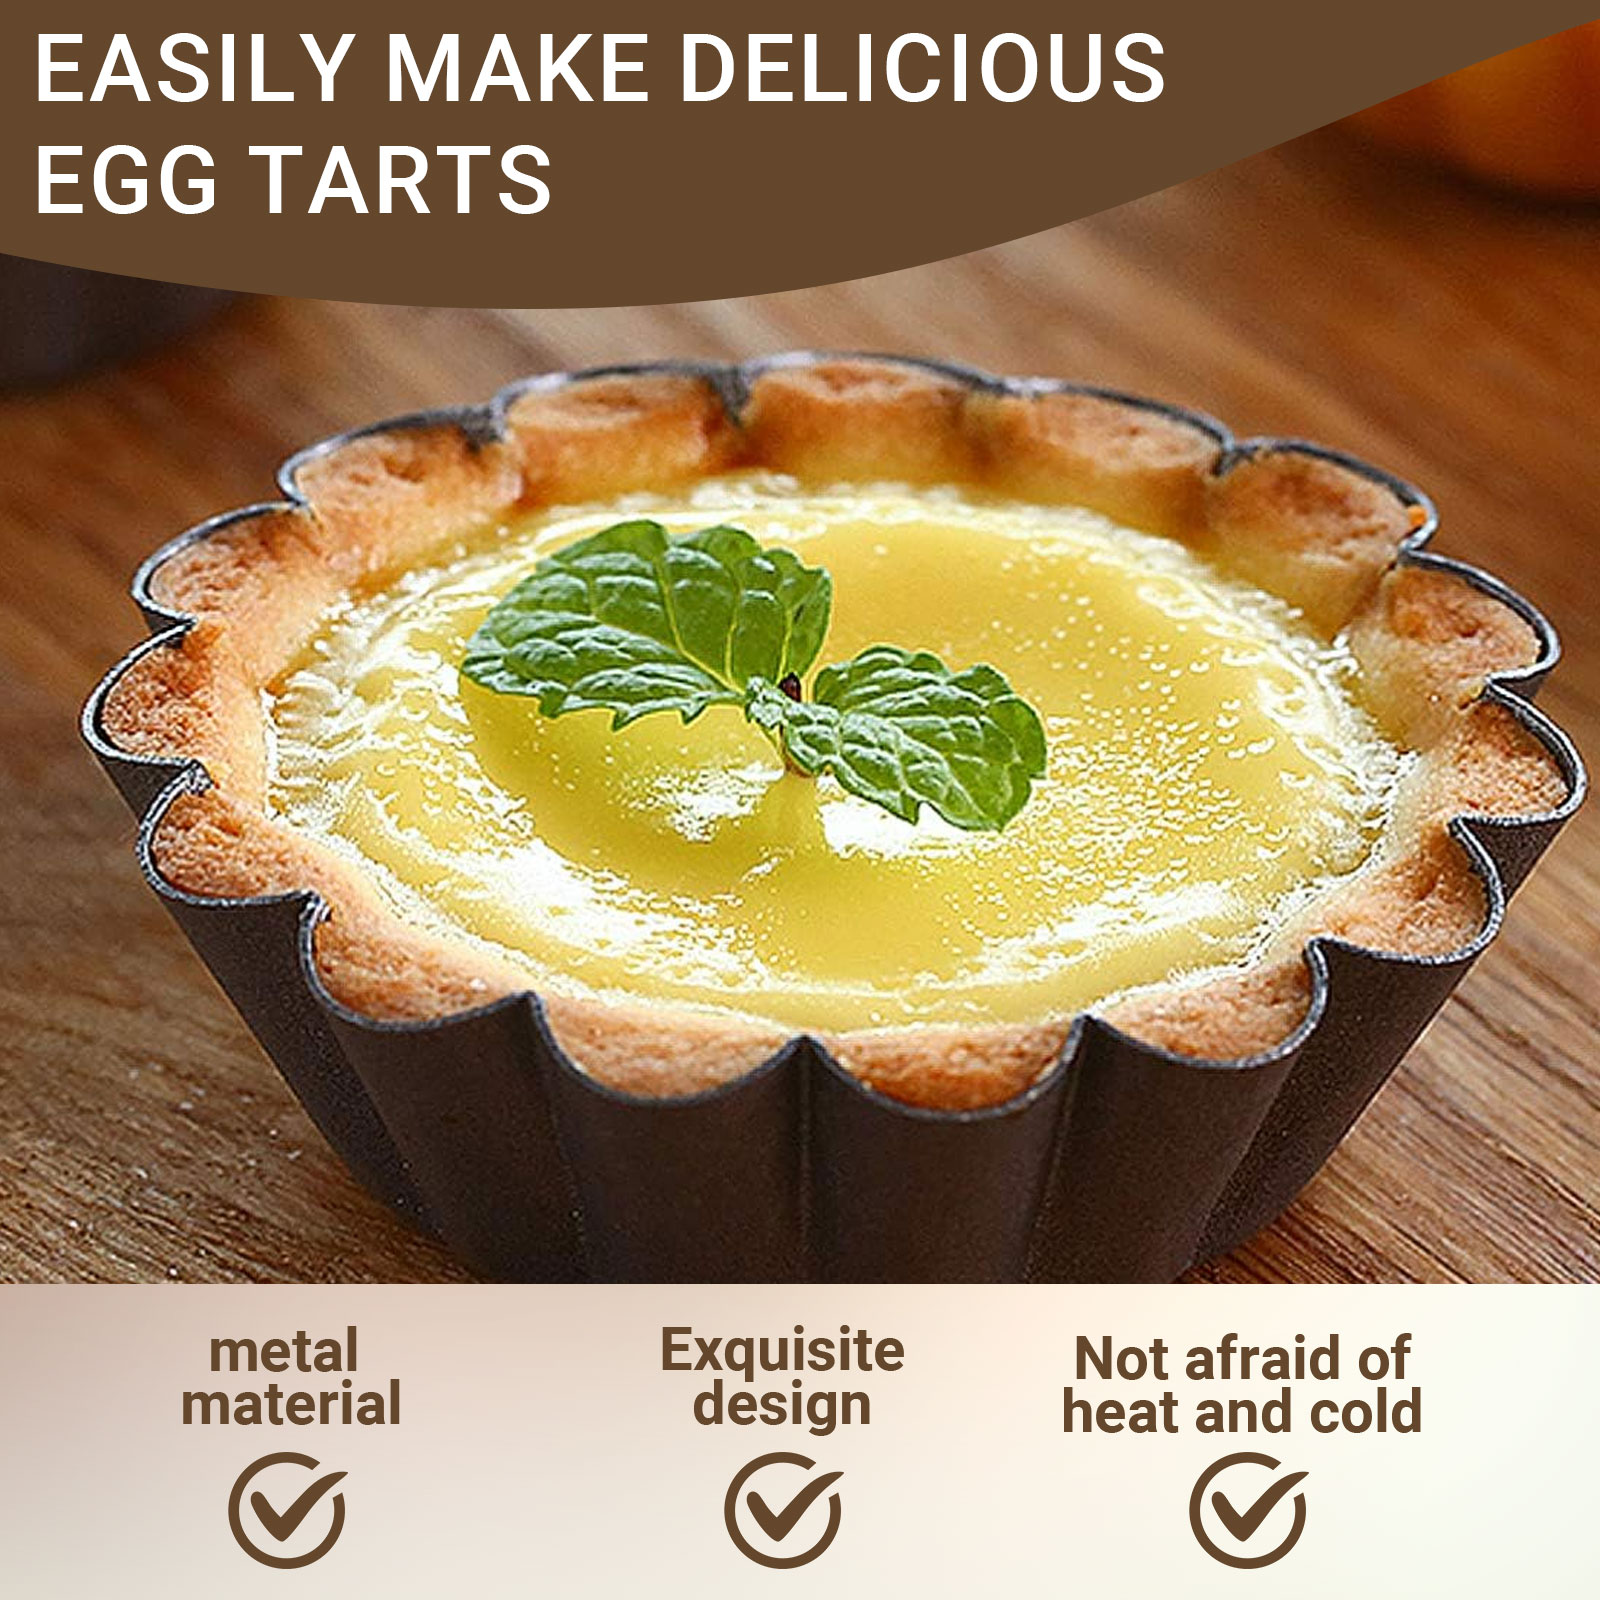 EASILY MAKE DELICIOUS
EGG TARTS
metal
material
Exquisite
design
Not afraid of
heat and cold